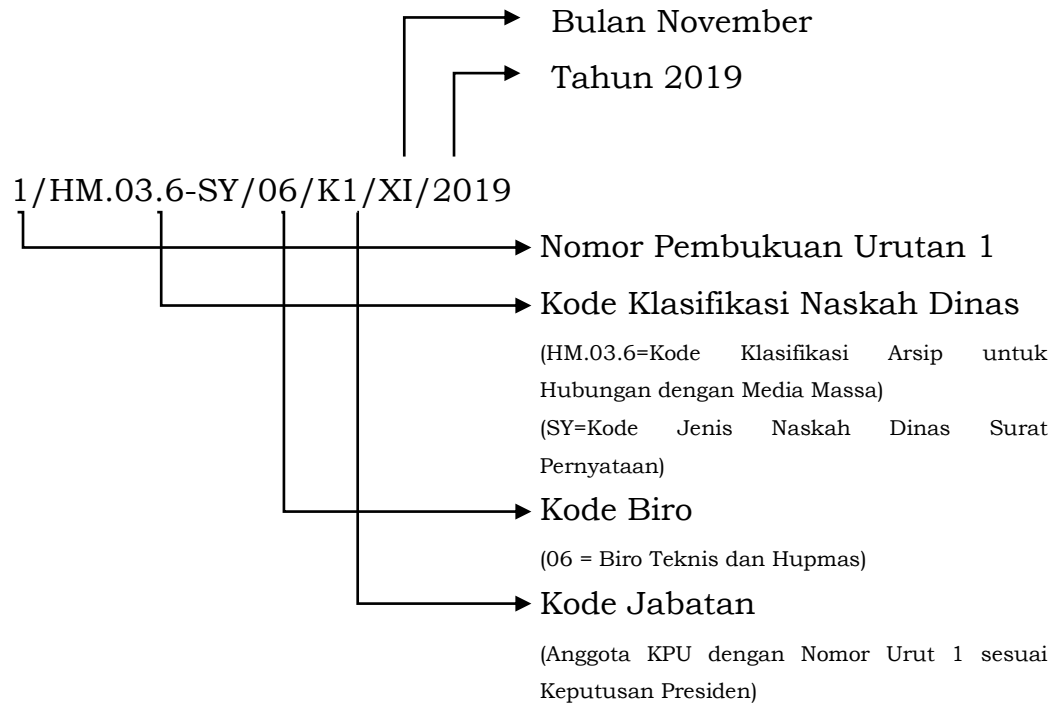 Bulan November
Tahun 2019
1/HM.03.6-SY/06/K1/XI/2019
Nomor Pembukuan Urutan 1
Kode Klasifikasi Naskah Dinas
(HM.03.6=Kode Klasifikasi Arsip untuk
Hubungan dengan Media Massa)
(SY=Kode Jenis Naskah Dinas Surat
Pernyataan)
Kode Biro
(06 = Biro Teknis dan Hupmas)
Kode Jabatan
(Anggota KPU dengan Nomor Urut 1 sesuai
Keputusan Presiden)